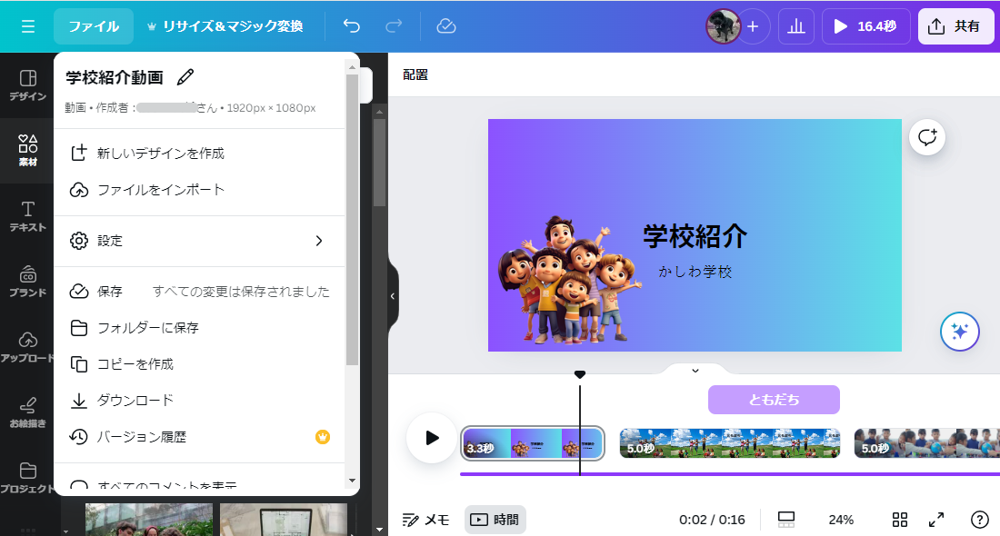 ファイル
リサイズ＆マジック変換
16.4秒
共有
デザイン
素材
テキスト
ブランド
アップロード
お絵描き
プロジェクト
学校紹介動画
動画 • 作成者 : さん • 1920px × 1080px
新しいデザインを作成
ファイルをインポート
設定
保存 すべての変更は保存されました
フォルダーに保存
コピーを作成
ダウンロード
バージョン履歴
すべてのコメントを表示
配置
学校紹介
かしわ学校
ともだち
3.3秒
5.0秒
5.0秒
メモ
時間
0:02 / 0:16
24%